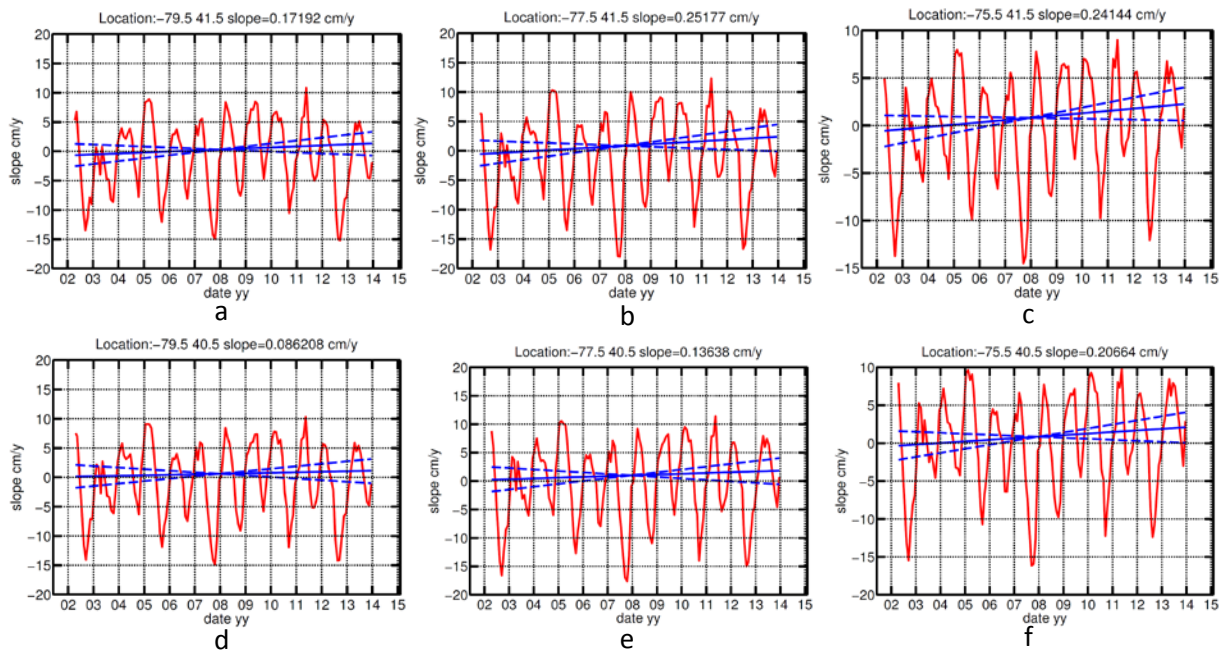 Location:−79.5 41.5 slope=0.17192 cm/y
20
15
10
5
0
−5
−10
−15
−20
slope cm/y
02 03 04 05 06 07 08 09 10 11 12 13 14 15
date yy
a
Location:−77.5 41.5 slope=0.25177 cm/y
20
15
10
5
0
−5
−10
−15
−20
slope cm/y
02 03 04 05 06 07 08 09 10 11 12 13 14 15
date yy
b
Location:−75.5 41.5 slope=0.24144 cm/y
10
5
0
−5
−10
−15
slope cm/y
02 03 04 05 06 07 08 09 10 11 12 13 14 15
date yy
c
Location:−79.5 40.5 slope=0.086208 cm/y
20
15
10
5
0
−5
−10
−15
−20
slope cm/y
02 03 04 05 06 07 08 09 10 11 12 13 14 15
date yy
d
Location:−77.5 40.5 slope=0.13638 cm/y
20
15
10
5
0
−5
−10
−15
−20
slope cm/y
02 03 04 05 06 07 08 09 10 11 12 13 14 15
date yy
e
Location:−75.5 40.5 slope=0.20664 cm/y
10
5
0
−5
−10
−15
−20
slope cm/y
02 03 04 05 06 07 08 09 10 11 12 13 14 15
date yy
f